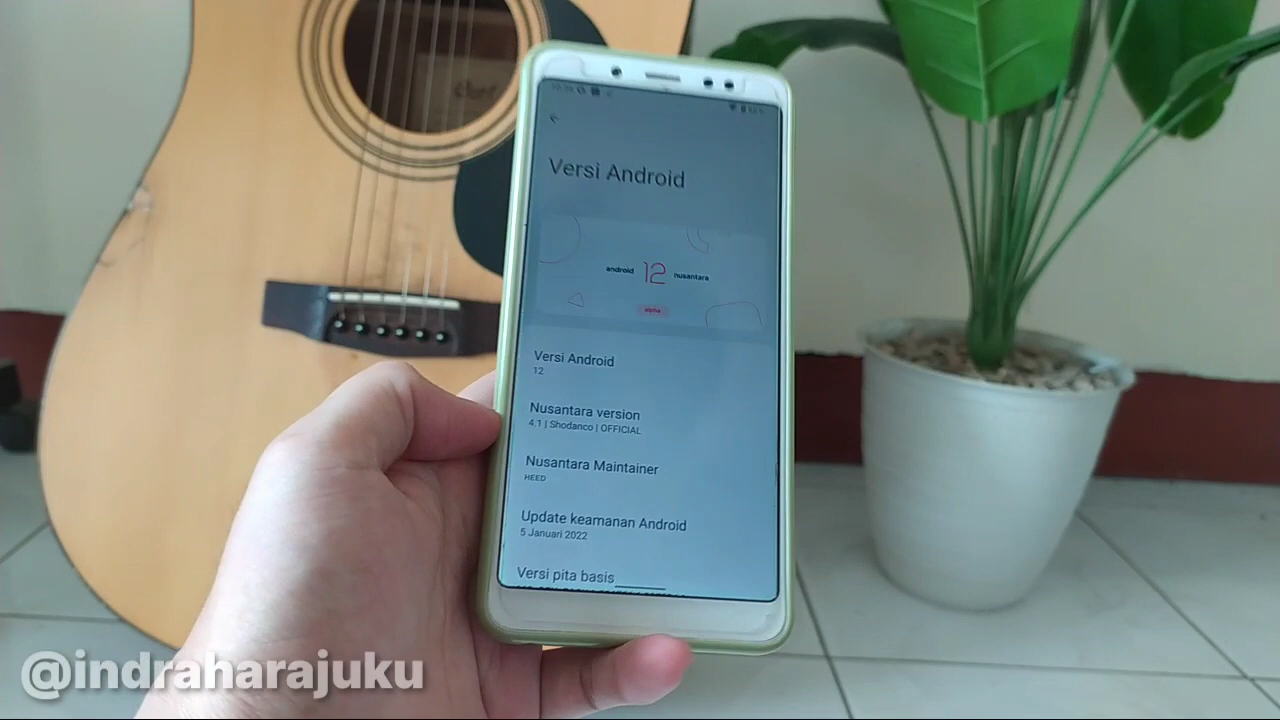 Versi Android
android 12 nusantara
alpha
Versi Android
12
Nusantara version
4.1 | Shodanco | OFFICIAL
Nusantara Maintainer
HEED
Update keamanan Android
5 Januari 2022
Versi pita basis
@indraharajuku